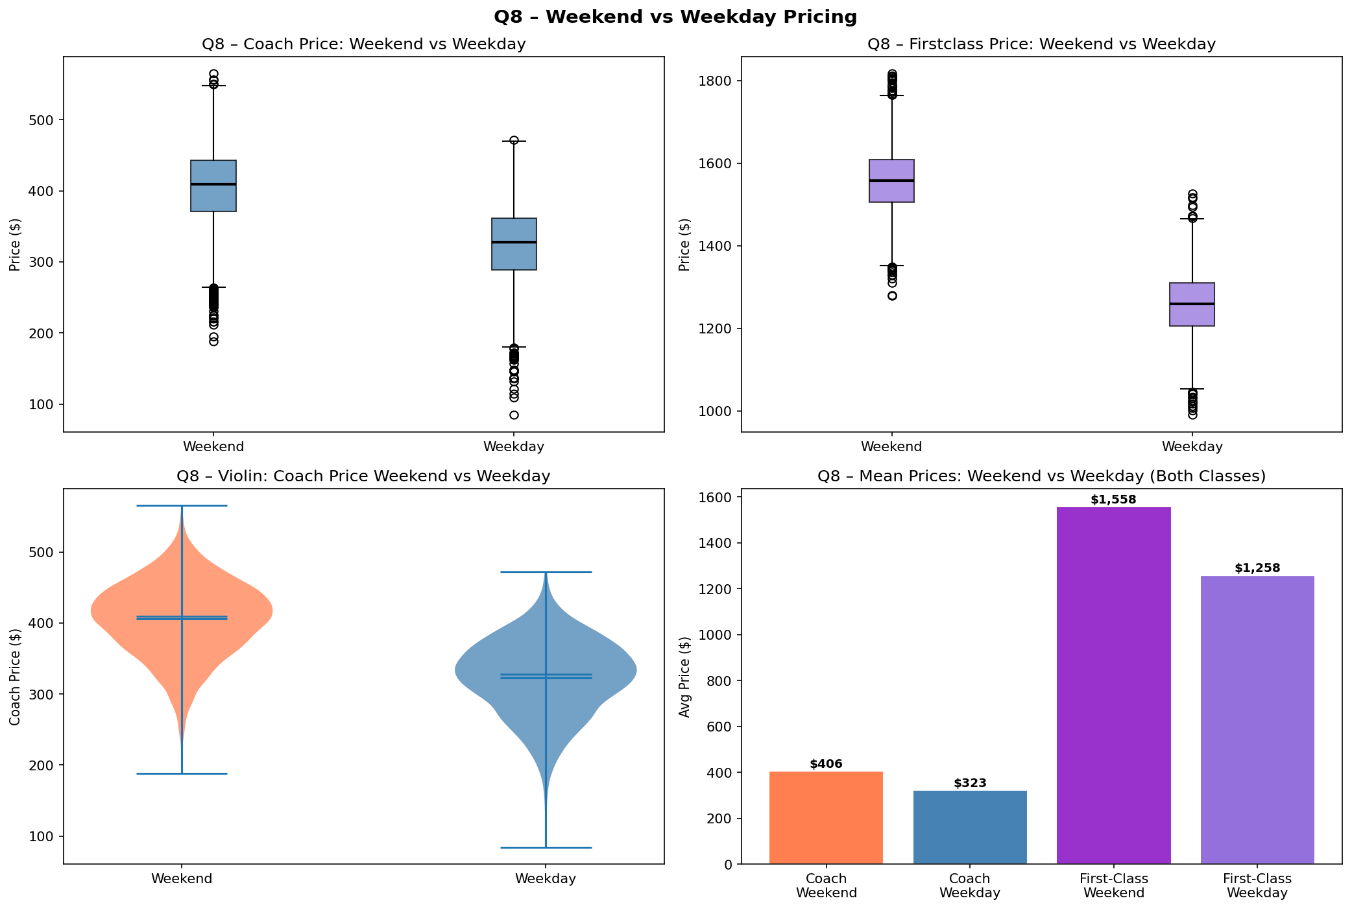 Q8 – Weekend vs Weekday Pricing
Q8 – Coach Price: Weekend vs Weekday
Price ($)
500
400
300
200
100
Weekend
Weekday
Q8 – Firstclass Price: Weekend vs Weekday
Price ($)
1800
1600
1400
1200
1000
Weekend
Weekday
Q8 – Violin: Coach Price Weekend vs Weekday
Coach Price ($)
500
400
300
200
100
Weekend
Weekday
Q8 – Mean Prices: Weekend vs Weekday (Both Classes)
Avg Price ($)
1600
1400
1200
1000
800
600
400
200
0
$406
$323
$1,558
$1,258
Coach
Weekend
Coach
Weekday
First-Class
Weekend
First-Class
Weekday